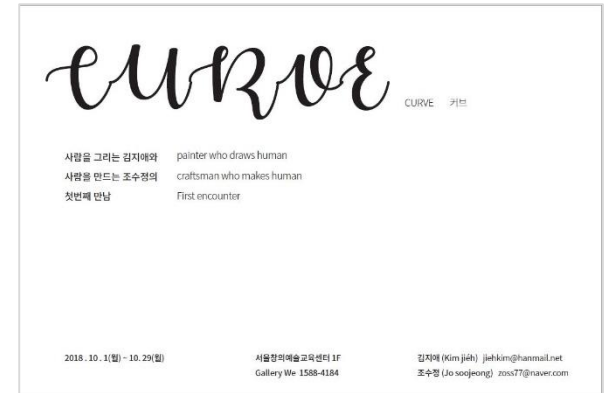 CURVE
CURVE 커브
사람을 그리는 김지애와 painter who draws human
사람을 만드는 조수정의 craftsman who makes human
첫번째 만남 First encounter
2018 . 10 . 1(월) – 10. 29(월)
서울창의예술교육센터 1F
Gallery We 1588-4184
김지애 (Kim jiéh) jiehkim@hanmail.net
조수정 (Jo soojeong) zoss77@naver.com